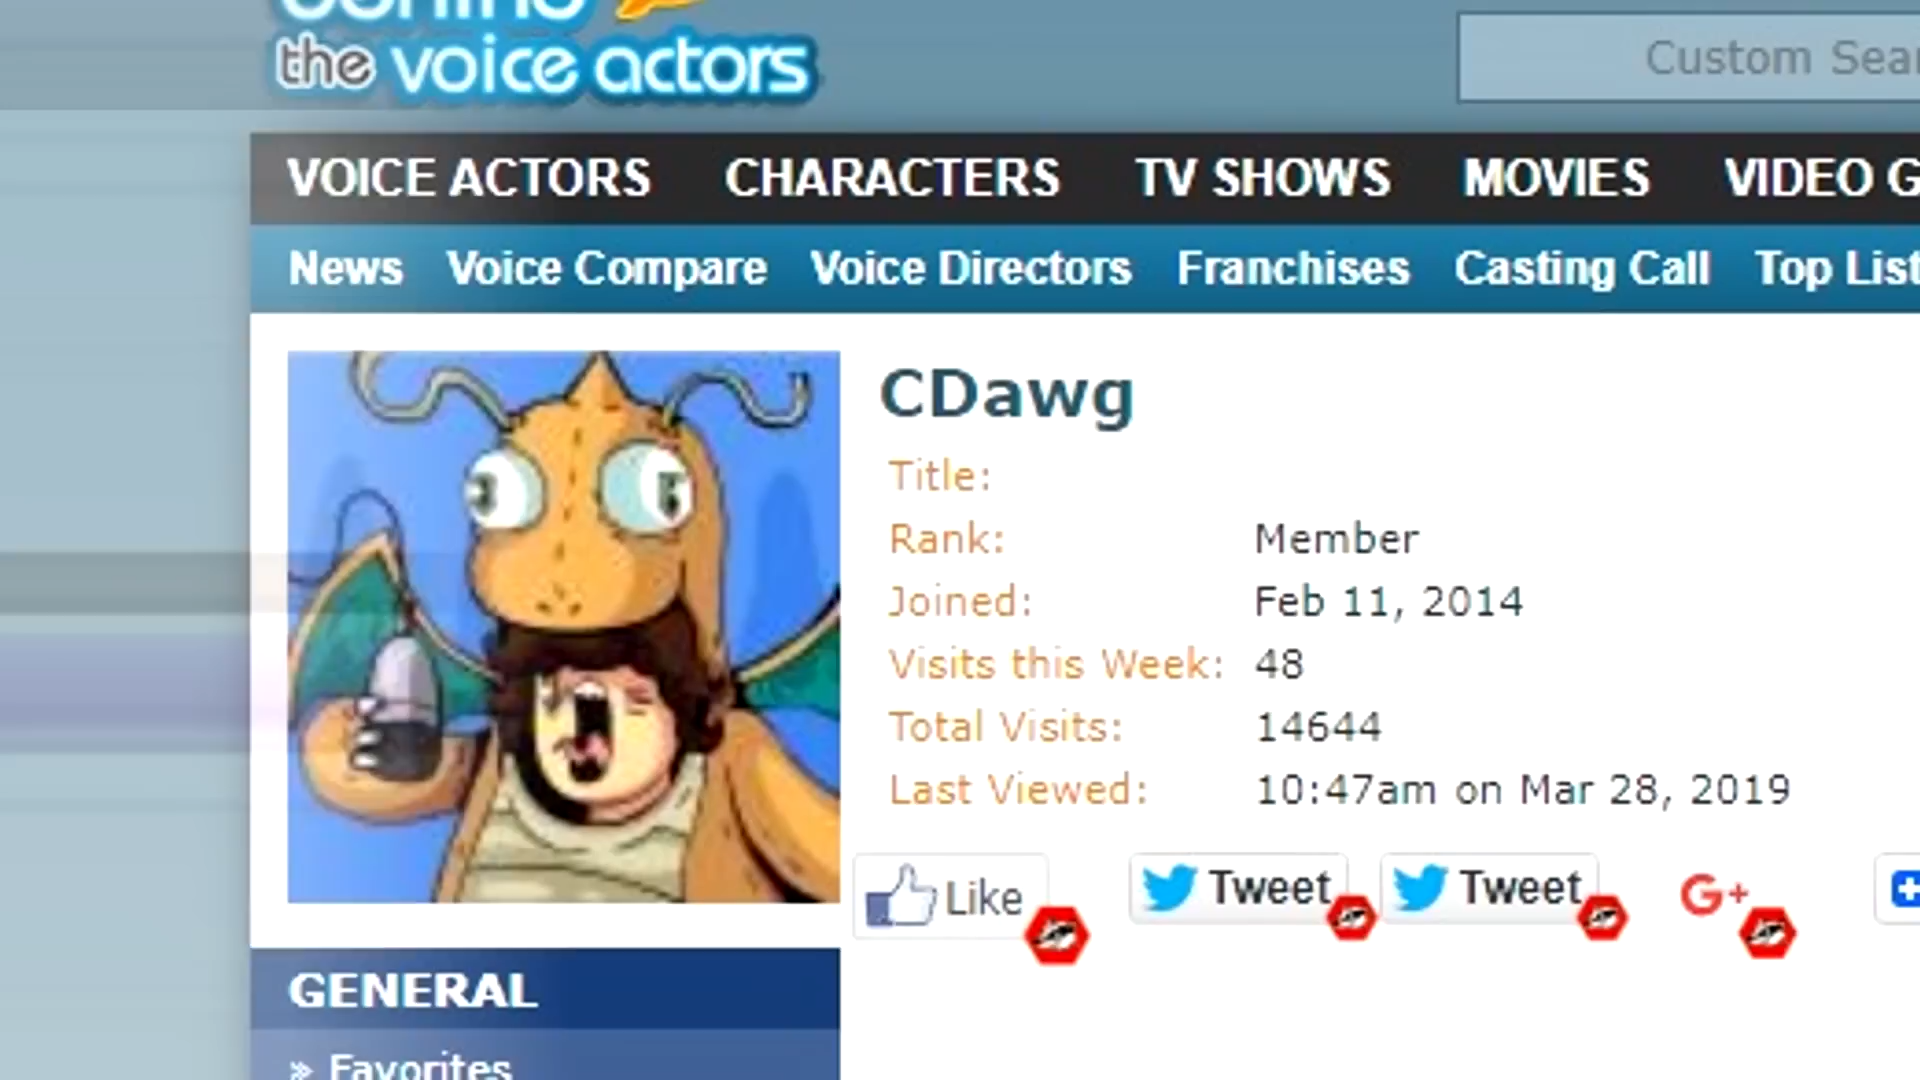 the voice actors
Custom Sear
VOICE ACTORS CHARACTERS TV SHOWS MOVIES VIDEO G
News Voice Compare Voice Directors Franchises Casting Call Top List
CDawg
Title:
Rank: Member
Joined: Feb 11, 2014
Visits this Week: 48
Total Visits: 14644
Last Viewed: 10:47am on Mar 28, 2019
Like Tweet Tweet G+
GENERAL
» Favorites